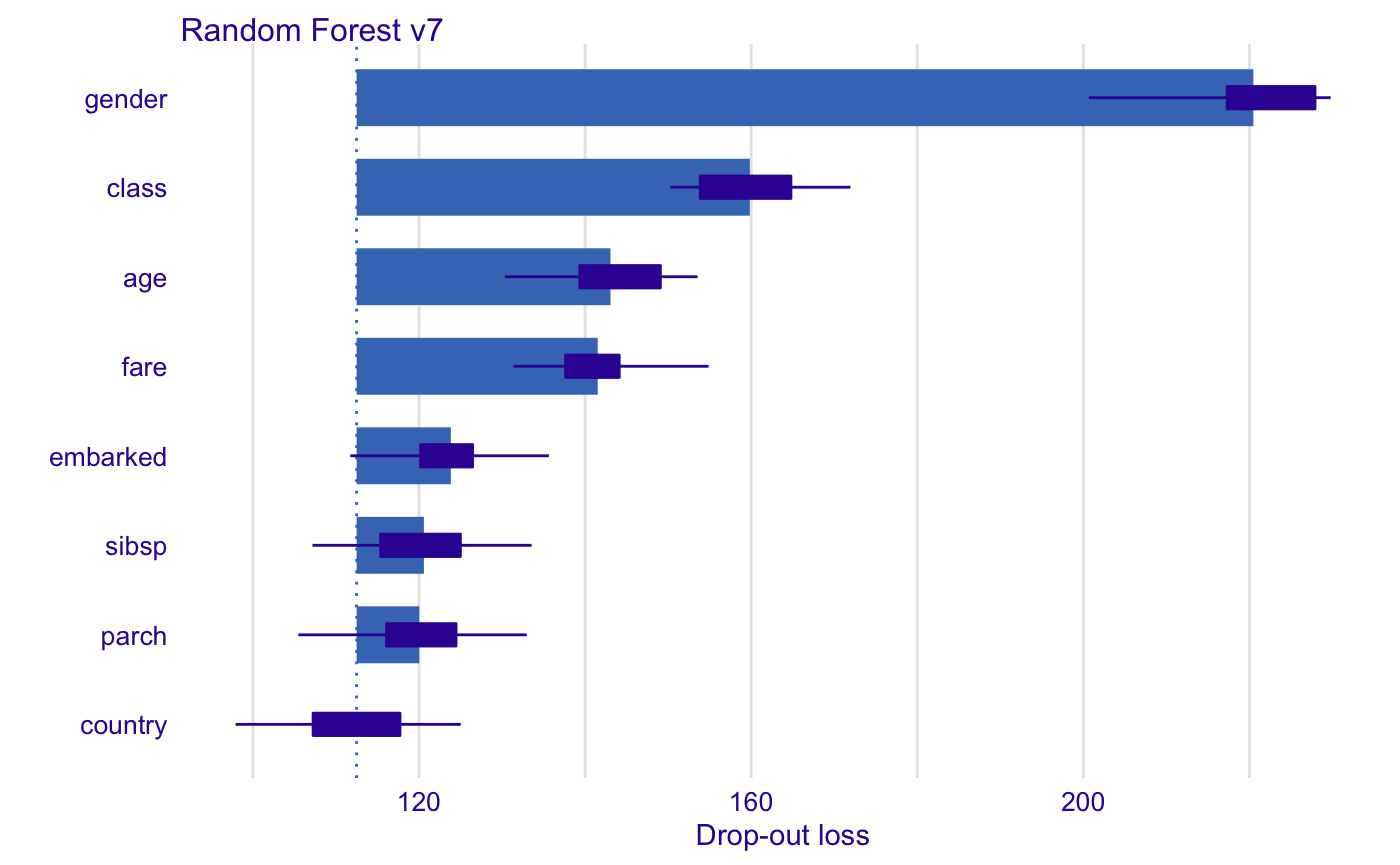 Random Forest v7
gender
class
age
fare
embarked
sibsp
parch
country
120 160 200
Drop-out loss